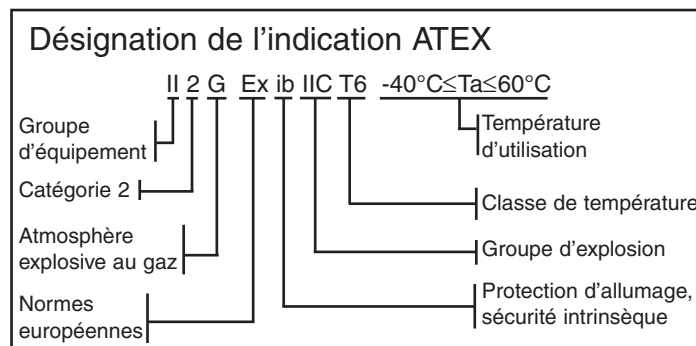 Désignation de l'indication ATEX
II 2 G Ex ib IIC T6 -40°C≤Ta≤60°C
Groupe
d'équipement
Catégorie 2
Atmosphère
explosive au gaz
Normes
européennes
Température
d'utilisation
Classe de température
Groupe d'explosion
Protection d'allumage,
sécurité intrinsèque